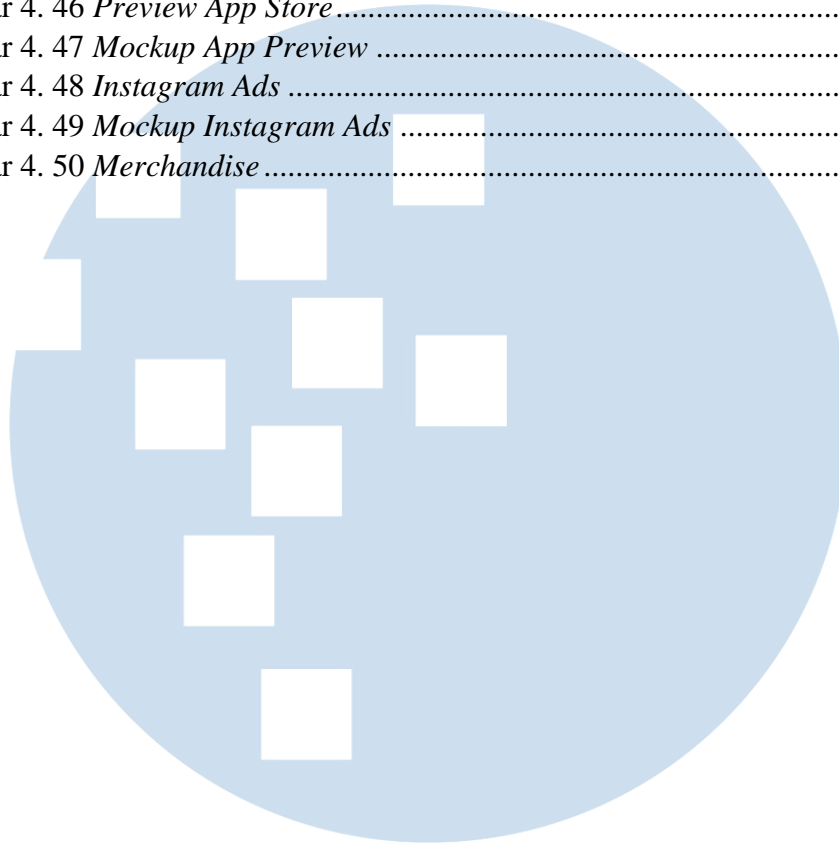 r 4. 46 Preview App Store........................................................................
r 4. 47 Mockup App Preview ...................................................................
r 4. 48 Instagram Ads ..............................................................................
r 4. 49 Mockup Instagram Ads ...............................................................
r 4. 50 Merchandise.................................................................................